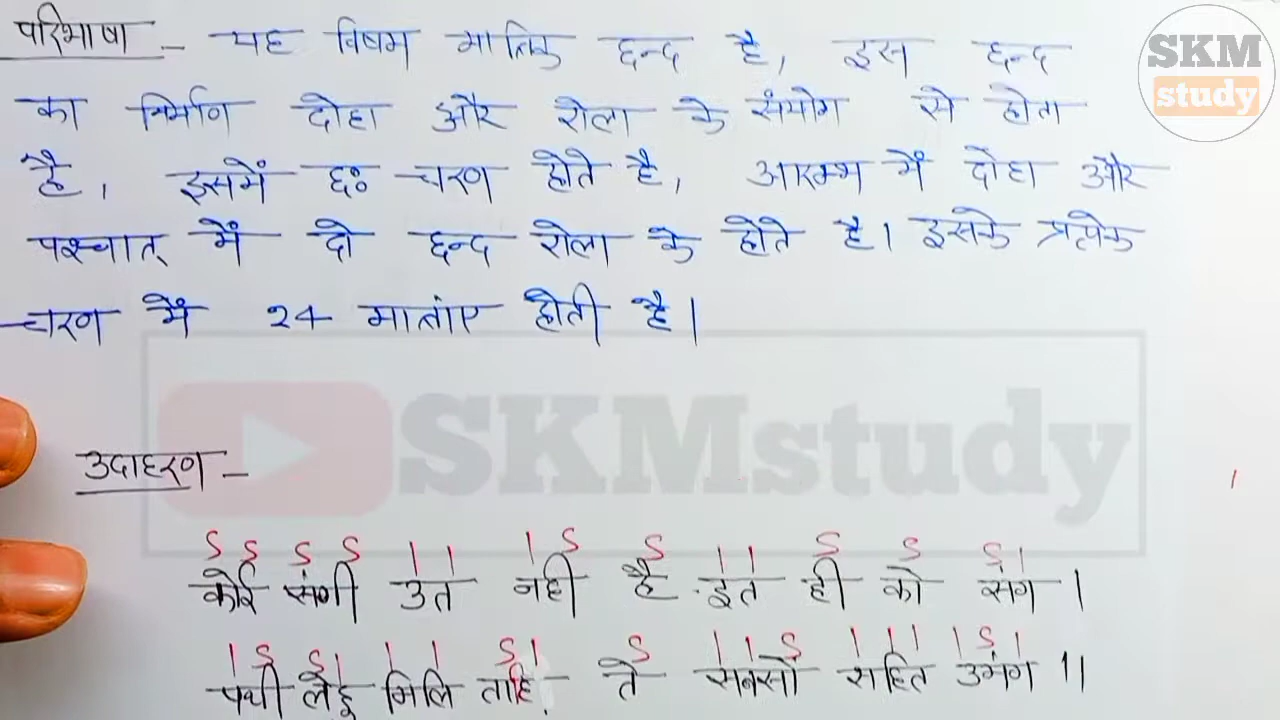 परिभाषा - यह विषम मात्रिक छन्द है, इस छन्द
का निर्माण दोहा और रोला के संयोग से होता
है, इसमें छः चरण होते है, आरम्भ में दोहा और
पश्चात् में दो छन्द रोला के होते है। इसके प्रत्येक
चरण में 24 मात्रांए होती है।
SKM
study
SKMstudy
उदाहरण -
S S S S I I I S S I I S S S I
कोई संगी उत नही है इत ही को संग ।
I S S I I I S I S I I S I I I I S I
पथी लेहू मिलि ताहि ते सबसों सहित उमंग ।।